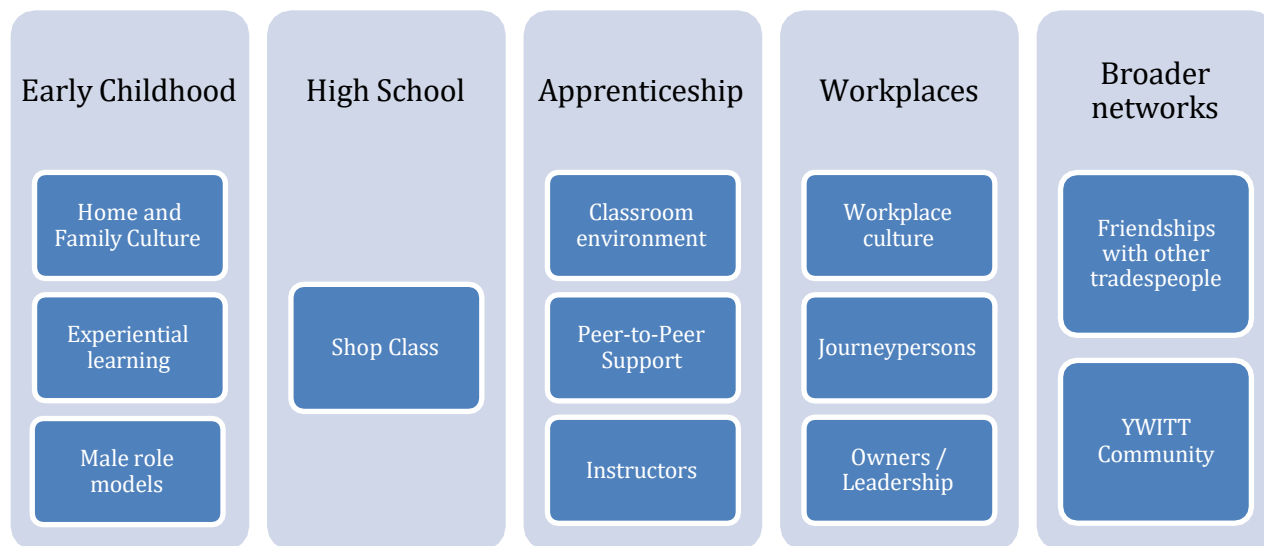 Early Childhood
Home and
Family Culture
Experiential
learning
Male role
models
High School
Shop Class
Apprenticeship
Classroom
environment
Peer-to-Peer
Support
Instructors
Workplaces
Workplace
culture
Journeypersons
Owners /
Leadership
Broader
networks
Friendships
with other
tradespeople
YWITT
Community